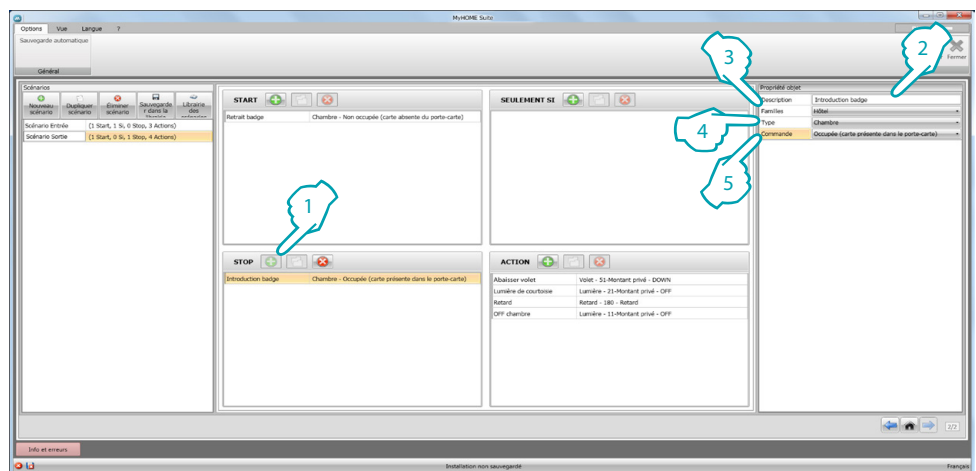 MyHOME Suite
Options Vue Langue ?
Sauvegarde automatique
Général
Fermer
1
2
3
4
5
Scénarios
Nouveau scénario
Dupliquer scénario
Éliminer scénario
Sauvegarde r dans la
Librairie des
Scénario Entrée (1 Start, 1 Si, 0 Stop, 3 Actions)
Scénario Sortie (1 Start, 0 Si, 1 Stop, 4 Actions)
START
Retrait badge Chambre - Non occupée (carte absente du porte-carte)
SEULEMENT SI
STOP
Introduction badge Chambre - Occupée (carte présente dans le porte-carte)
ACTION
Abaisser volet Volet - 51-Montant privé - DOWN
Lumière de courtoisie Lumière - 21-Montant privé - OFF
Retard Retard - 180 - Retard
OFF chambre Lumière - 11-Montant privé - OFF
Propriété objet
Description Introduction badge
Familles Hôtel
Type Chambre
Commande Occupée (carte présente dans le porte-carte)
2/2
Info et erreurs
Installation non sauvegardé
Français